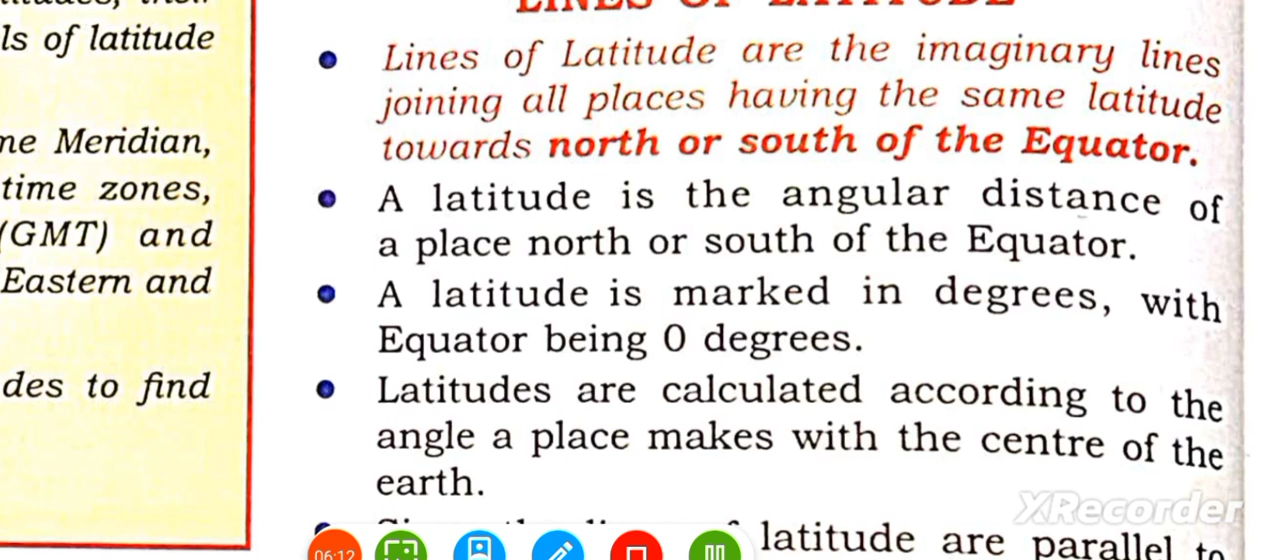 ls of latitude
Meridian,
time zones,
(GMT) and
Eastern and
to find
LINES OF LATITUDE
Lines of Latitude are the imaginary lines
joining all places having the same latitude
towards north or south of the Equator.
A latitude is the angular distance of
a place north or south of the Equator.
A latitude is marked in degrees, with
Equator being 0 degrees.
Latitudes are calculated according to the
angle a place makes with the centre of the
earth.
latitude are parallel to
XRecorder
06:12